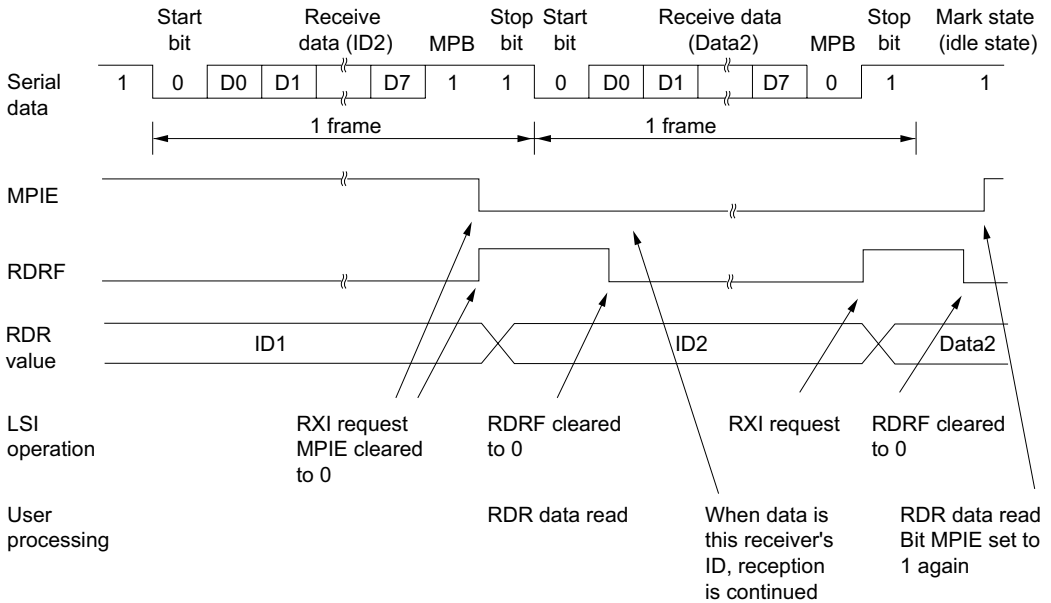 Start bit
Receive data (ID2)
MPB
Stop bit
Start bit
Receive data (Data2)
MPB
Stop bit
Mark state (idle state)
Serial data
1 0 D0 D1 D7 1 1 0 D0 D1 D7 0 1 1
1 frame
1 frame
MPIE
RDRF
RDR value
ID1
ID2
Data2
LSI operation
RXI request
MPIE cleared
to 0
RDRF cleared
to 0
RXI request
RDRF cleared
to 0
User processing
RDR data read
When data is
this receiver's
ID, reception
is continued
RDR data read
Bit MPIE set to
1 again